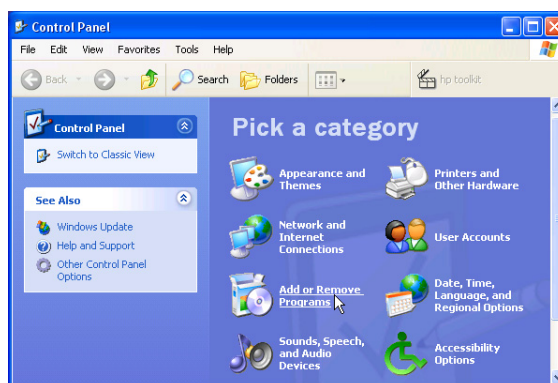 Control Panel
File Edit View Favorites Tools Help
Back Search Folders hp toolkit
Control Panel
Switch to Classic View
See Also
Windows Update
Help and Support
Other Control Panel
Options
Pick a category
Appearance and
Themes
Printers and
Other Hardware
Network and
Internet
Connections
User Accounts
Add or Remove
Programs
Date, Time,
Language, and
Regional Options
Sounds, Speech,
and Audio
Devices
Accessibility
Options